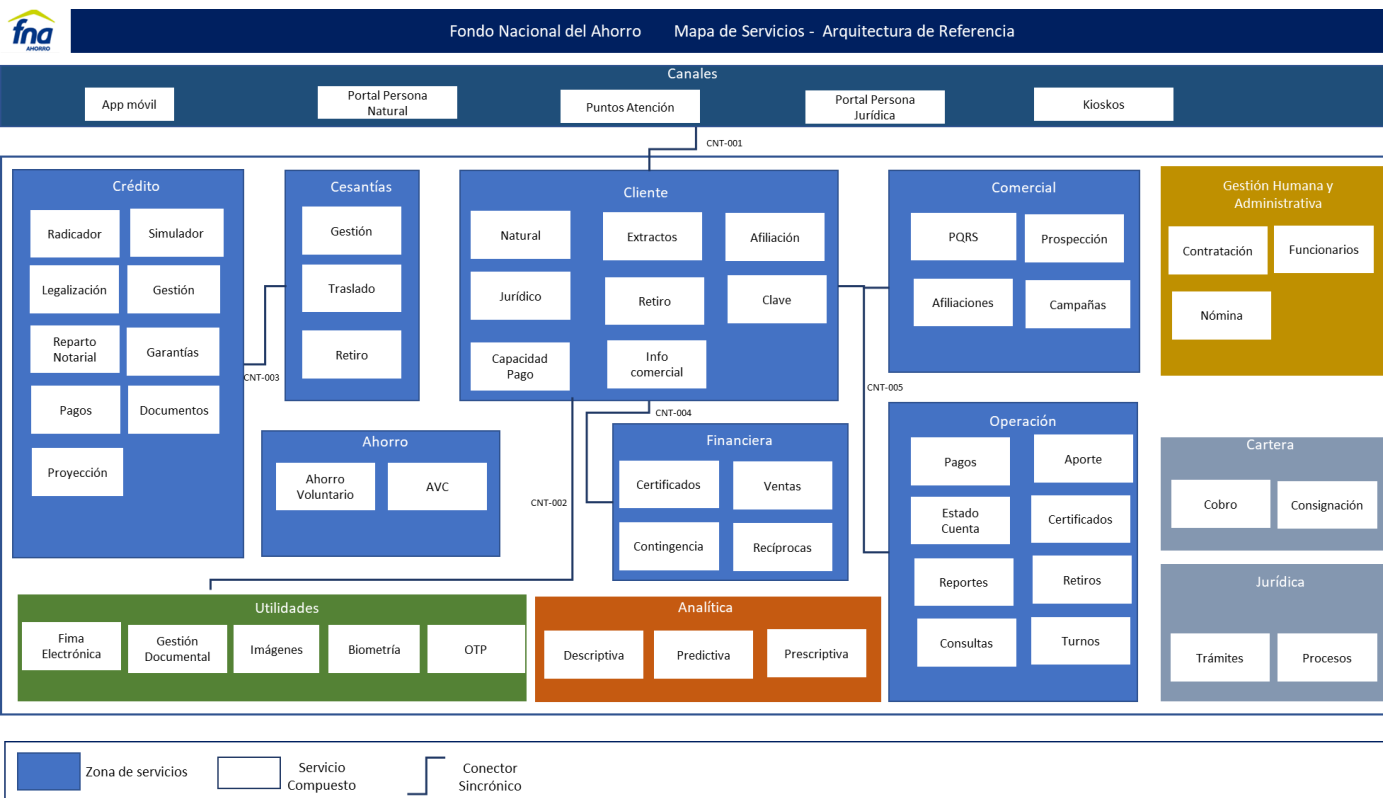 fna
AHORRO
Fondo Nacional del Ahorro Mapa de Servicios - Arquitectura de Referencia
Canales
App móvil
Portal Persona
Natural
Puntos Atención
Portal Persona
Jurídica
Kioskos
CNT-001
Crédito
Radicador
Simulador
Legalización
Gestión
Reparto
Notarial
Garantías
Pagos
Documentos
Proyección
CNT-003
Cesantías
Gestión
Traslado
Retiro
Cliente
Natural
Extractos
Afiliación
Jurídico
Retiro
Clave
Capacidad
Pago
Info
comercial
CNT-004
CNT-005
CNT-002
Comercial
PQRS
Prospección
Afiliaciones
Campañas
Gestión Humana y
Administrativa
Contratación
Funcionarios
Nómina
Ahorro
Ahorro
Voluntario
AVC
Financiera
Certificados
Ventas
Contingencia
Recíprocas
Operación
Pagos
Aporte
Estado
Cuenta
Certificados
Reportes
Retiros
Consultas
Turnos
Cartera
Cobro
Consignación
Jurídica
Trámites
Procesos
Utilidades
Fima
Electrónica
Gestión
Documental
Imágenes
Biometría
OTP
Analítica
Descriptiva
Predictiva
Prescriptiva
Zona de servicios
Servicio
Compuesto
Conector
Sincrónico